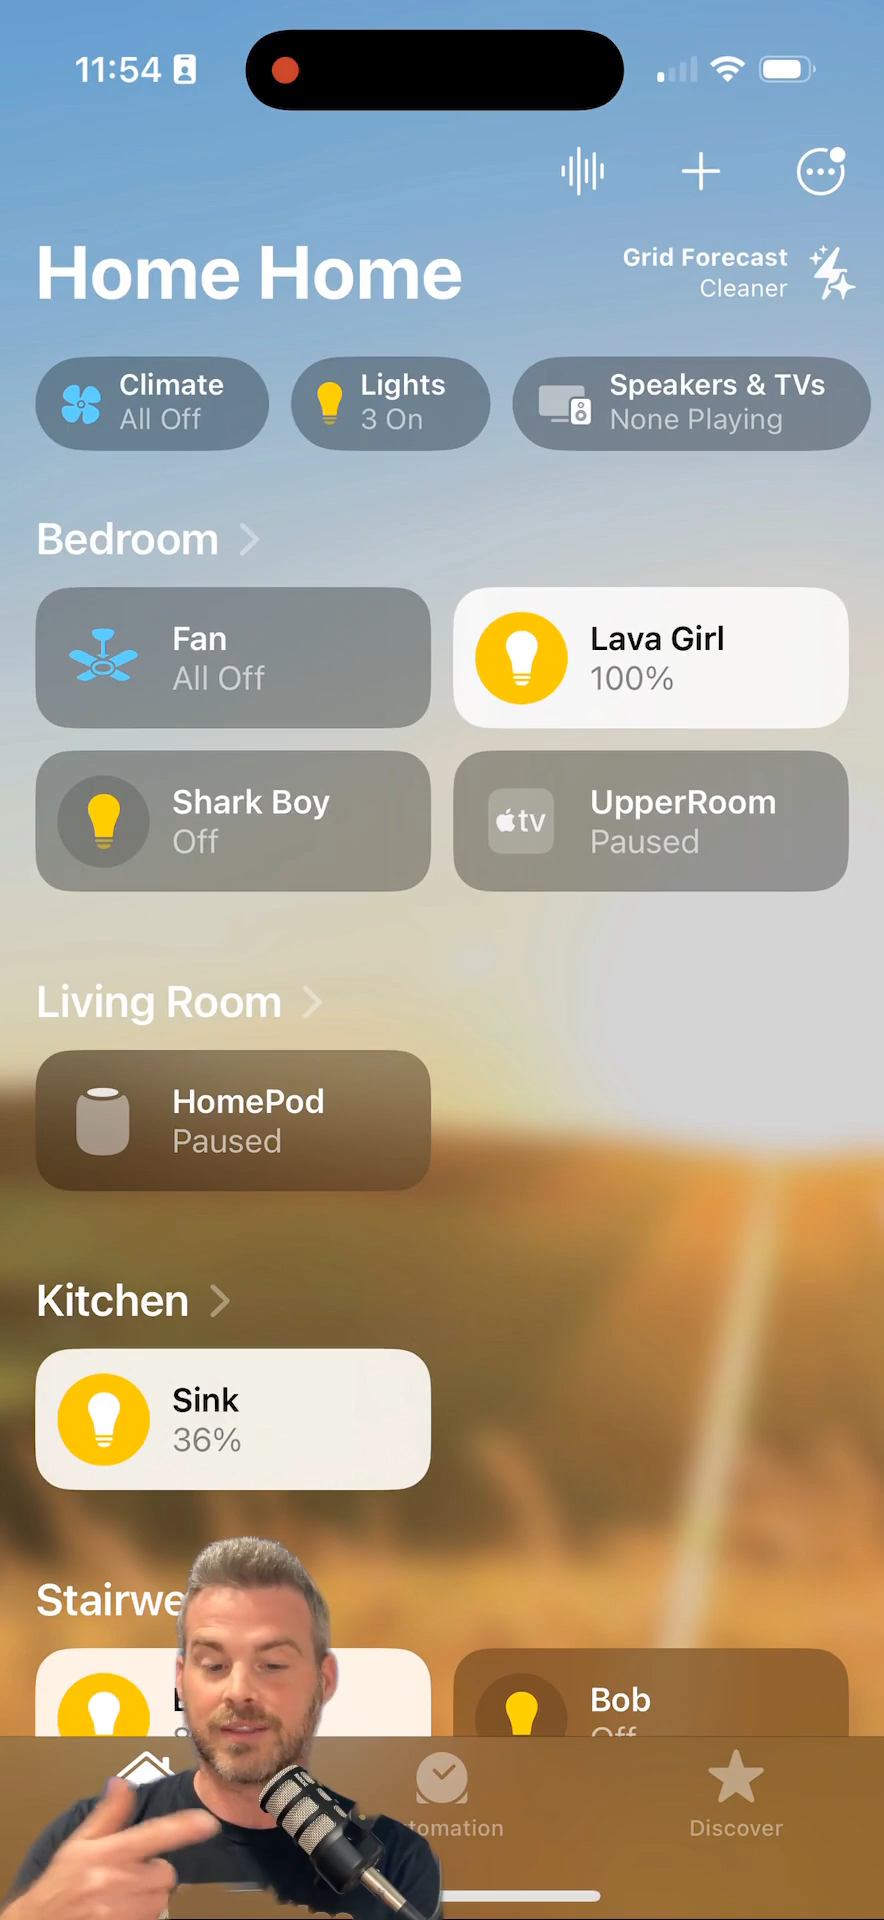 11:54
Home Home
Grid Forecast
Cleaner
Climate
All Off
Lights
3 On
Speakers & TVs
None Playing
Bedroom
Fan
All Off
Lava Girl
100%
Shark Boy
Off
tv
UpperRoom
Paused
Living Room
HomePod
Paused
Kitchen
Sink
36%
Bob
Off
Discover